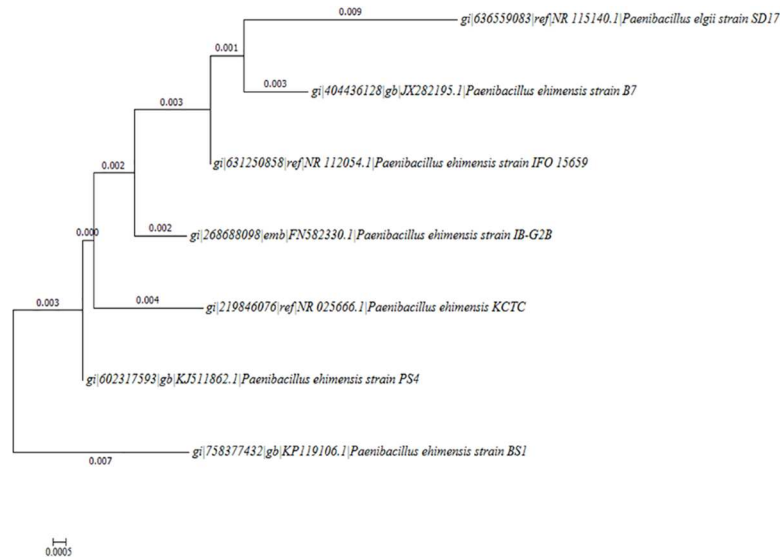 0.009
gi|636559083|ref|NR 115140.1|Paenibacillus elgii strain SD17
0.001
0.003
gi|404436128|gb|JX282195.1|Paenibacillus ehimensis strain B7
0.003
gi|631250858|ref|NR 112054.1|Paenibacillus ehimensis strain IFO 15659
0.002
0.002
gi|268688098|emb|FN582330.1|Paenibacillus ehimensis strain IB-G2B
0.000
0.004
gi|219846076|ref|NR 025666.1|Paenibacillus ehimensis KCTC
0.003
gi|602317593|gb|KJ511862.1|Paenibacillus ehimensis strain PS4
gi|758377432|gb|KP119106.1|Paenibacillus ehimensis strain BS1
0.007
0.0005